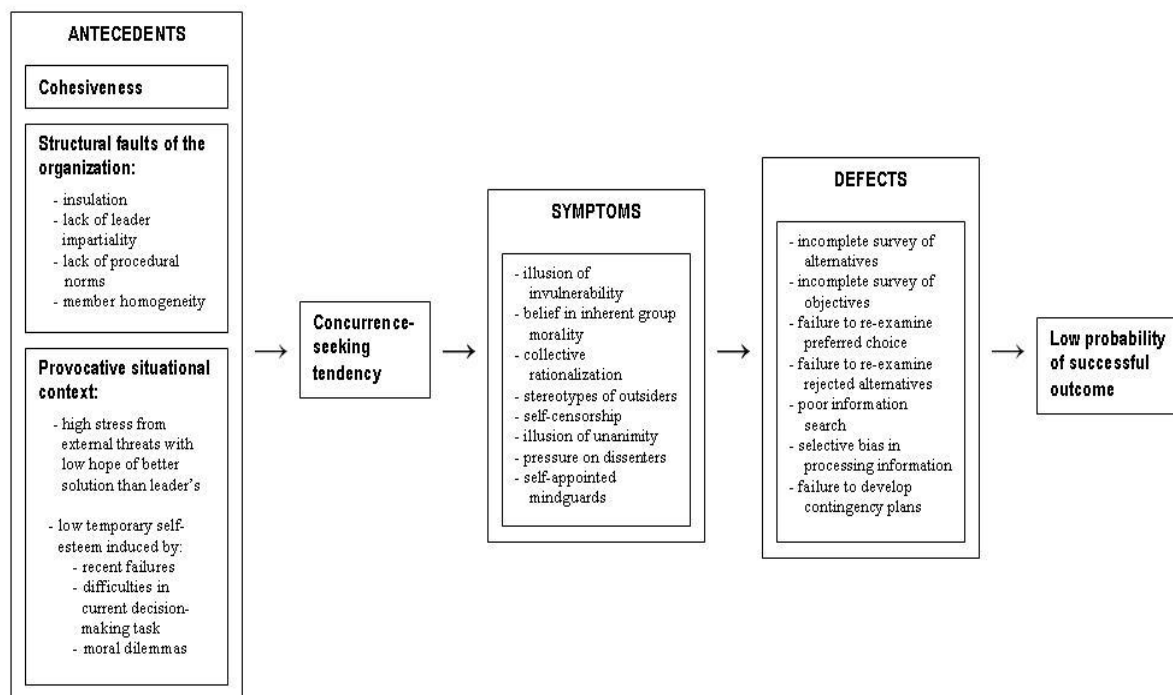 ANTECEDENTS
Cohesiveness
Structural faults of the
organization:
- insulation
- lack of leader
impartiality
- lack of procedural
norms
- member homogeneity
Provocative situational
context:
- high stress from
external threats with
low hope of better
solution than leader's
- low temporary self-
esteem induced by:
- recent failures
- difficulties in
current decision-
making task
- moral dilemmas
→
Concurrence-
seeking
tendency
→
SYMPTOMS
- illusion of
invulnerability
- belief in inherent group
morality
- collective
rationalization
- stereotypes of outsiders
- self-censorship
- illusion of unanimity
- pressure on dissenters
- self-appointed
mindguards
→
DEFECTS
- incomplete survey of
alternatives
- incomplete survey of
objectives
- failure to re-examine
preferred choice
- failure to re-examine
rejected alternatives
- poor information
search
- selective bias in
processing information
- failure to develop
contingency plans
→
Low probability
of successful
outcome